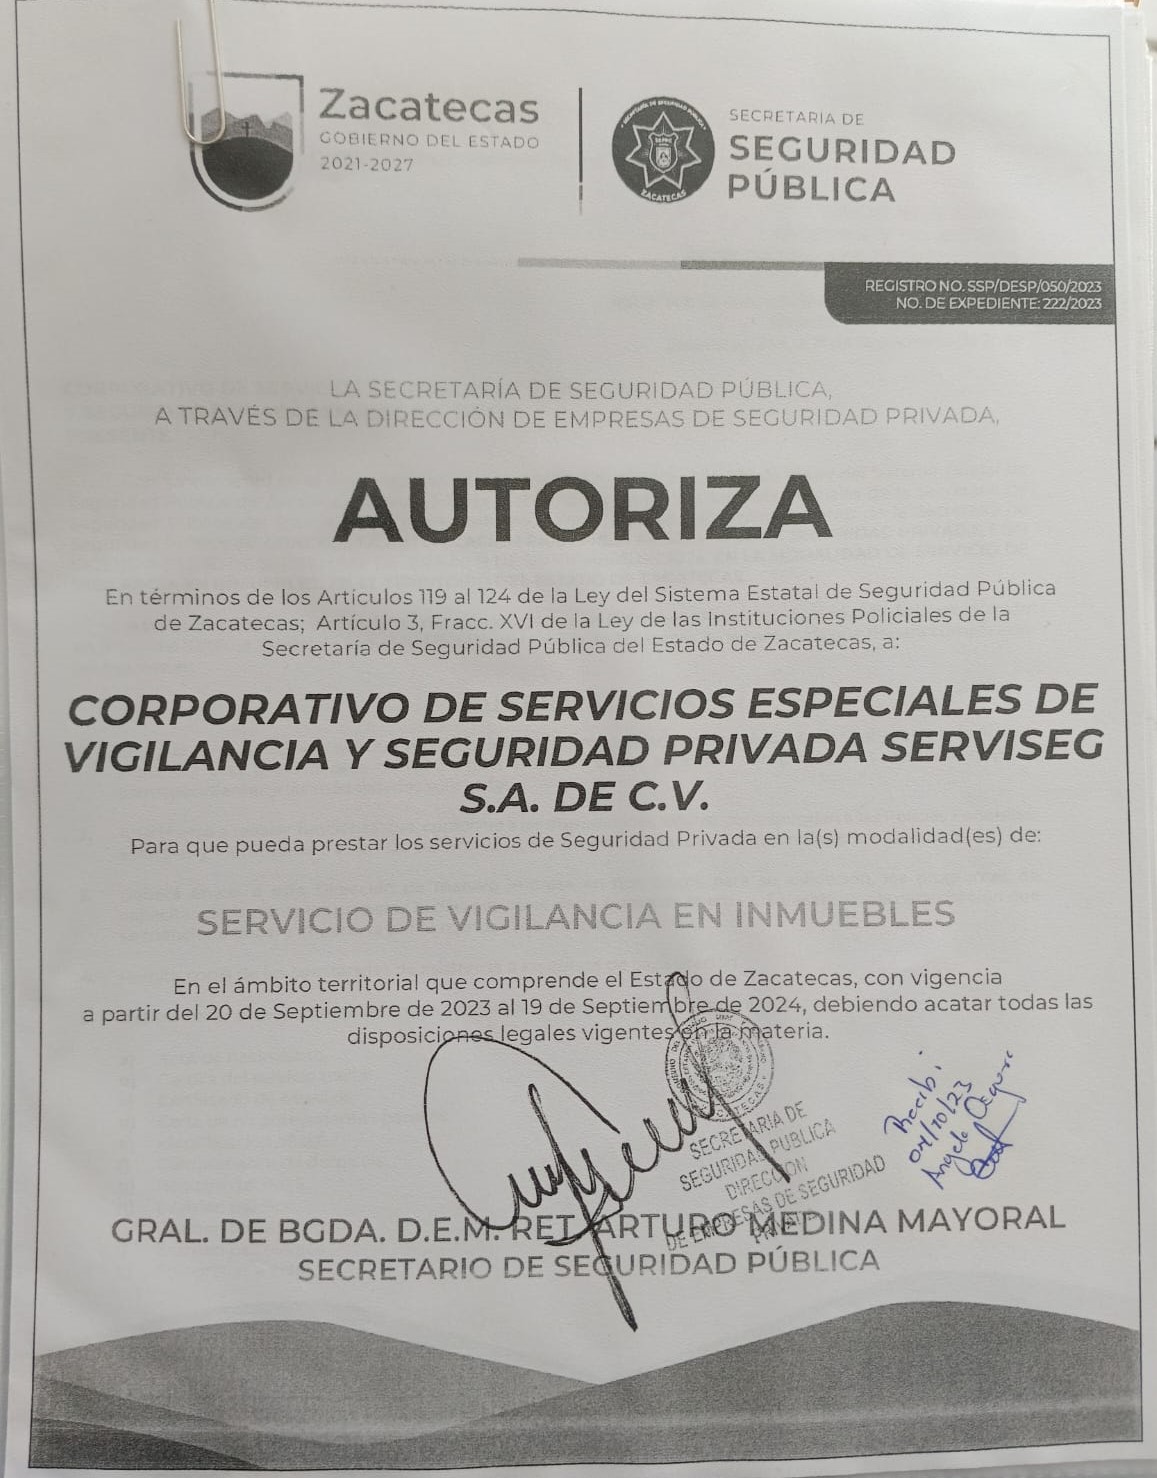 Zacatecas
GOBIERNO DEL ESTADO
2021-2027
SECRETARÍA DE
SEGURIDAD
PÚBLICA
ZACATECAS
REGISTRO NO. SSP/DESP/050/2023
NO. DE EXPEDIENTE: 222/2023
LA SECRETARÍA DE SEGURIDAD PÚBLICA,
A TRAVÉS DE LA DIRECCIÓN DE EMPRESAS DE SEGURIDAD PRIVADA,
AUTORIZA
En términos de los Artículos 119 al 124 de la Ley del Sistema Estatal de Seguridad Pública
de Zacatecas; Artículo 3, Fracc. XVI de la Ley de las Instituciones Policiales de la
Secretaría de Seguridad Pública del Estado de Zacatecas, a:
CORPORATIVO DE SERVICIOS ESPECIALES DE
VIGILANCIA Y SEGURIDAD PRIVADA SERVISEG
S.A. DE C.V.
Para que pueda prestar los servicios de Seguridad Privada en la(s) modalidad(es) de:
SERVICIO DE VIGILANCIA EN INMUEBLES
En el ámbito territorial que comprende el Estado de Zacatecas, con vigencia
a partir del 20 de Septiembre de 2023 al 19 de Septiembre de 2024, debiendo acatar todas las
disposiciones legales vigentes en la materia.
SECRETARIA DE
SEGURIDAD PUBLICA
DIRECCION
DE EMPRESAS DE SEGURIDAD
Recibi
04/10/23
GRAL. DE BGDA. D.E.M. RET. ARTURO MEDINA MAYORAL
SECRETARIO DE SEGURIDAD PÚBLICA